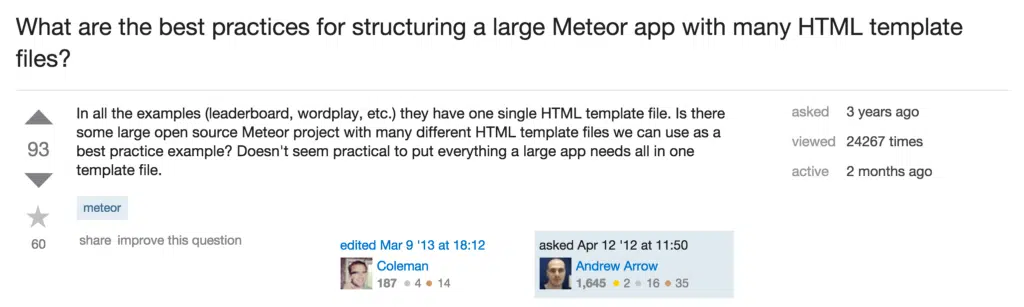 What are the best practices for structuring a large Meteor app with many HTML template
files?
In all the examples (leaderboard, wordplay, etc.) they have one single HTML template file. Is there
some large open source Meteor project with many different HTML template files we can use as a
best practice example? Doesn't seem practical to put everything a large app needs all in one
template file.
93
60
meteor
share improve this question
edited Mar 9 '13 at 18:12
Coleman
187 4 14
asked Apr 12 '12 at 11:50
Andrew Arrow
1,645 2 16 35
asked 3 years ago
viewed 24267 times
active 2 months ago